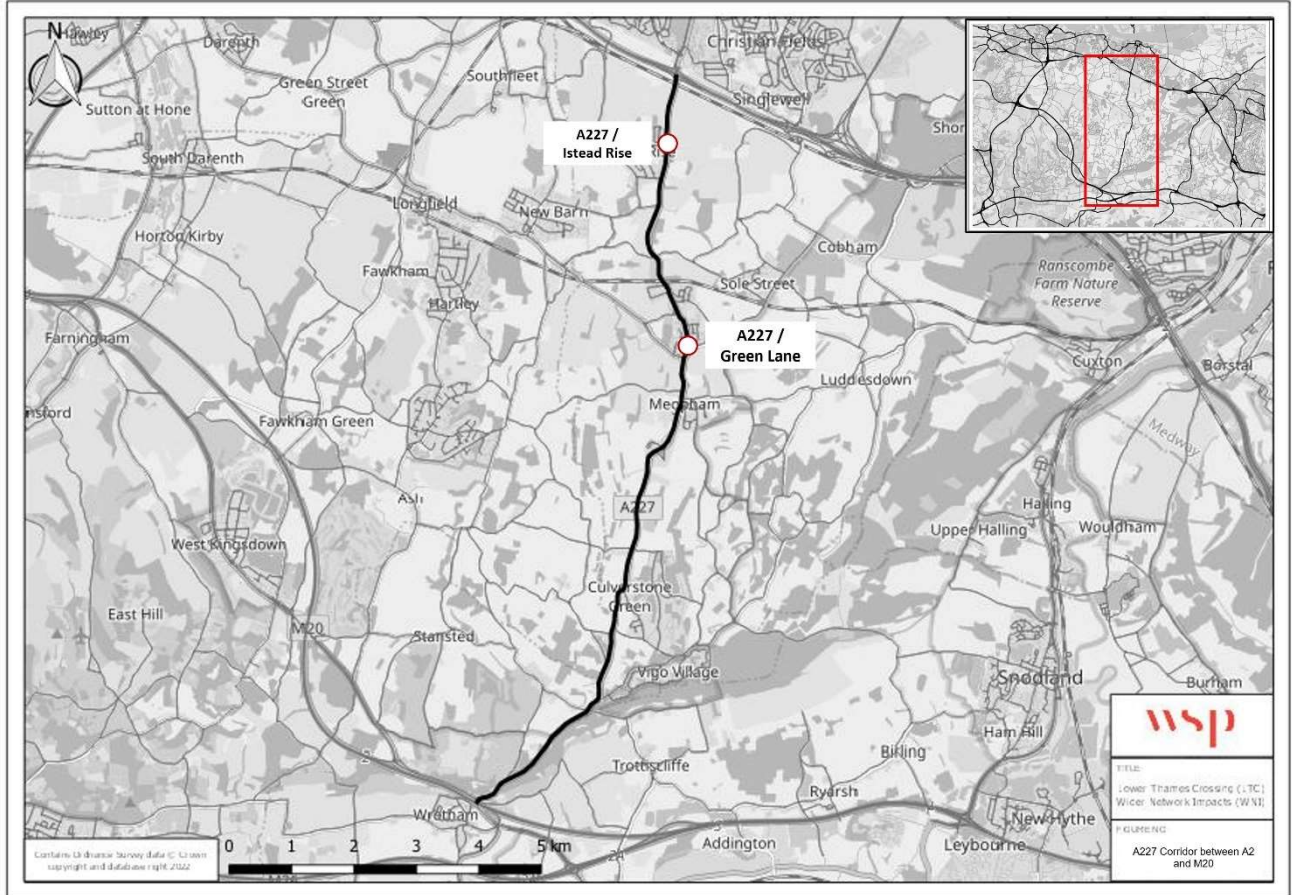 N
Hawley
Darenth
Christian Fields
Green Street
Green
Southfleet
Sutton at Hone
Singlewell
A227 /
Istead Rise
South Darenth
Longfield
New Barn
Horton Kirby
Cobham
Ranscombe
Farm Nature
Reserve
Fawkham
Sole Street
Hartley
Farningham
A227 /
Green Lane
Cuxton
Borstal
Luddesdown
Meopham
Fawkham Green
Medway
Ash
A227
Halling
Upper Halling
Wouldham
West Kingsdown
Culverstone
Green
East Hill
M20
Stansted
Vigo Village
Snodland
Burham
wsp
Ham Hill
Birling
Trottiscliffe
TITLE
Lower Thames Crossing (LTC)
Wider Network Impacts (WNI)
Ryarsh
Wrotham
New Hythe
FIGURE NO
A227 Corridor between A2
and M20
Addington
Leybourne
2
3
2A
Contains Ordnance Survey data © Crown
copyright and database right 2022
0 1 2 3 4 5 km